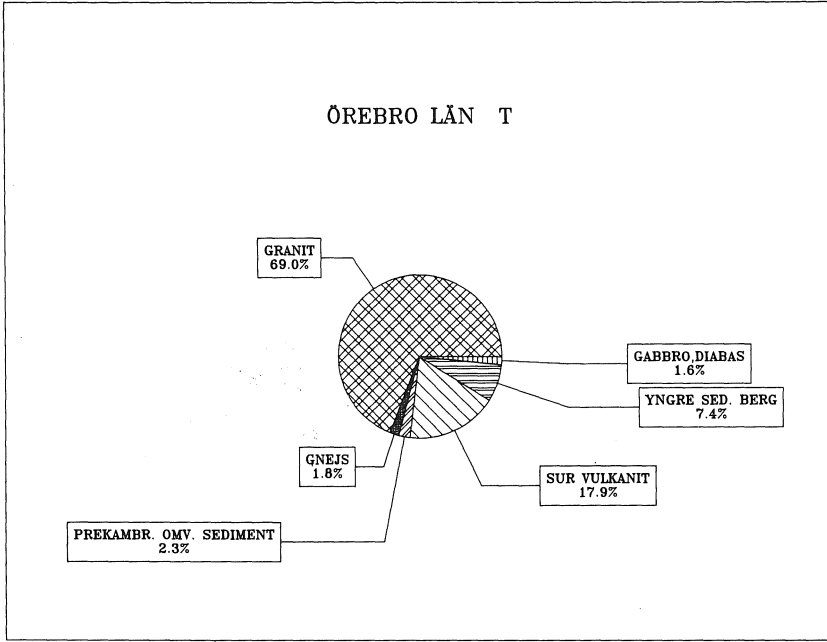 ÖREBRO LÄN T
GRANIT
69.0%
GABBRO,DIABAS
1.6%
YNGRE SED. BERG
7.4%
GNEJS
1.8%
SUR VULKANIT
17.9%
PREKAMBR. OMV. SEDIMENT
2.3%